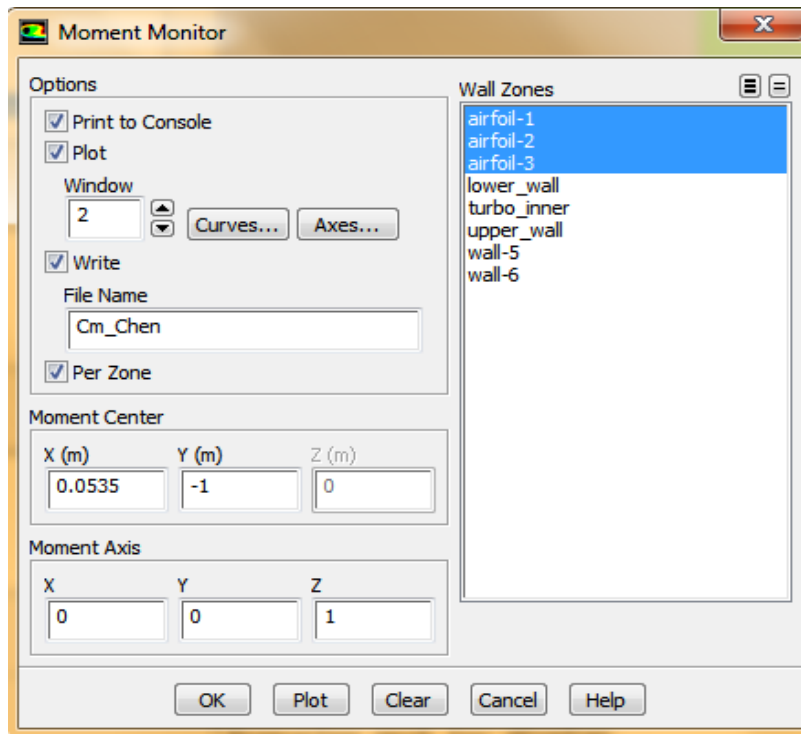 Moment Monitor
Options
Print to Console
Plot
Window
2
Curves... Axes...
Write
File Name
Cm_Chen
Per Zone
Moment Center
X (m) Y (m) Z (m)
0.0535 -1 0
Moment Axis
X Y Z
0 0 1
Wall Zones
airfoil-1
airfoil-2
airfoil-3
lower_wall
turbo_inner
upper_wall
wall-5
wall-6
OK Plot Clear Cancel Help